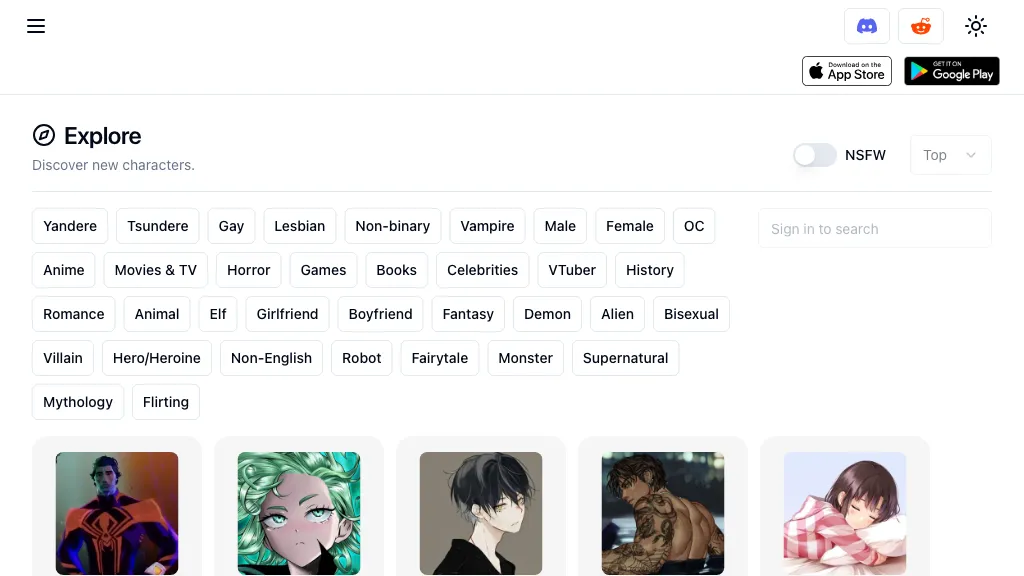 Download on the
App Store
GET IT ON
Google Play
Explore
Discover new characters.
NSFW
Top
Yandere
Tsundere
Gay
Lesbian
Non-binary
Vampire
Male
Female
OC
Sign in to search
Anime
Movies & TV
Horror
Games
Books
Celebrities
VTuber
History
Romance
Animal
Elf
Girlfriend
Boyfriend
Fantasy
Demon
Alien
Bisexual
Villain
Hero/Heroine
Non-English
Robot
Fairytale
Monster
Supernatural
Mythology
Flirting